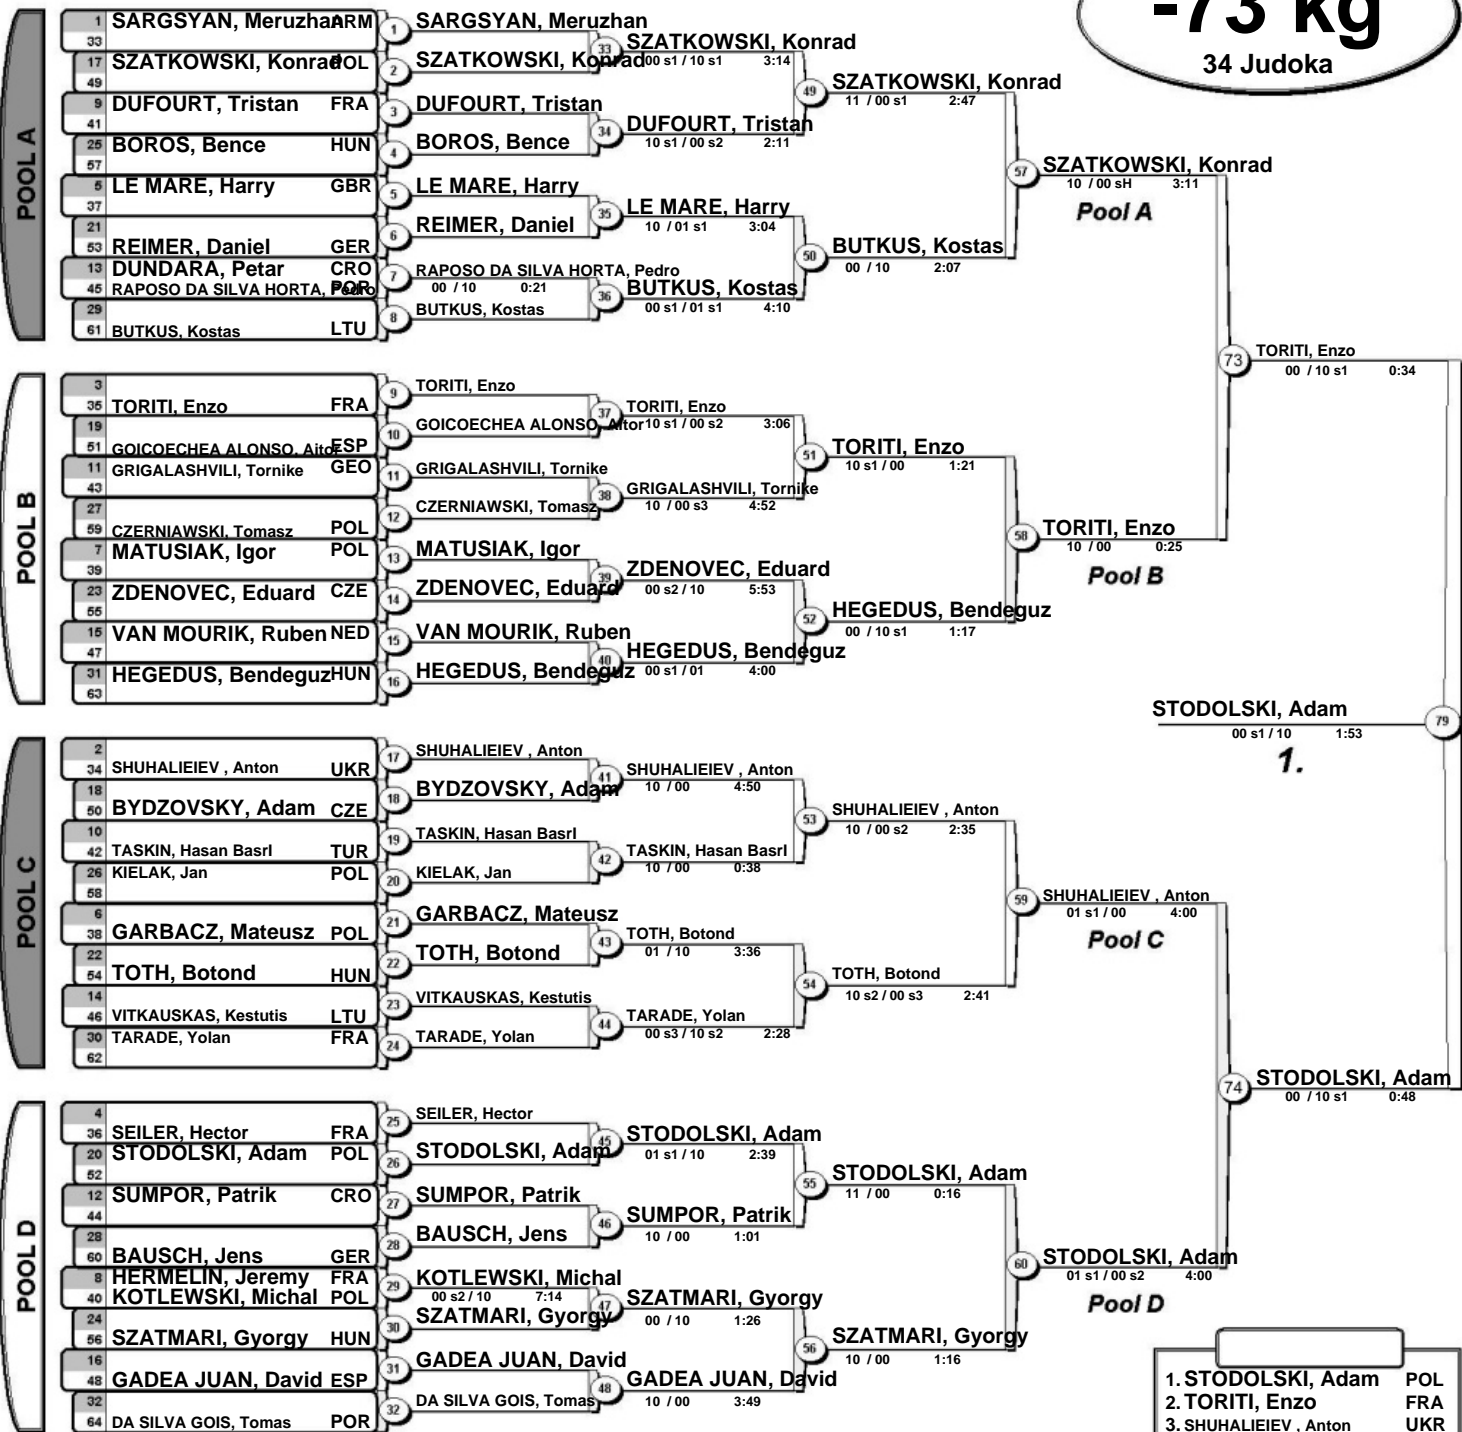 -73 kg
34 Judoka
POOL A
1 SARGSYAN, Meruzhan ARM
33
17 SZATKOWSKI, Konrad POL
49
9 DUFOURT, Tristan FRA
41
25 BOROS, Bence HUN
57
5 LE MARE, Harry GBR
37
21
53 REIMER, Daniel GER
13 DUNDARA, Petar CRO
45 RAPOSO DA SILVA HORTA, Pedro POR
29
61 BUTKUS, Kostas LTU
1 SARGSYAN, Meruzhan
2 SZATKOWSKI, Konrad
3 DUFOURT, Tristan
4 BOROS, Bence
5 LE MARE, Harry
6 REIMER, Daniel
7 RAPOSO DA SILVA HORTA, Pedro
00 / 10 0:21
8 BUTKUS, Kostas
33 SZATKOWSKI, Konrad
00 s1 / 10 s1 3:14
34 DUFOURT, Tristan
10 s1 / 00 s2 2:11
35 LE MARE, Harry
10 / 01 s1 3:04
36 BUTKUS, Kostas
00 s1 / 01 s1 4:10
49 SZATKOWSKI, Konrad
11 / 00 s1 2:47
50 BUTKUS, Kostas
00 / 10 2:07
57 SZATKOWSKI, Konrad
10 / 00 sH 3:11
Pool A
POOL B
3
35 TORITI, Enzo FRA
19
51 GOICOECHEA ALONSO, Aitor ESP
11 GRIGALASHVILI, Tornike GEO
43
27
59 CZERNIAWSKI, Tomasz POL
7 MATUSIAK, Igor POL
39
23 ZDENOVEC, Eduard CZE
55
15 VAN MOURIK, Ruben NED
47
31 HEGEDUS, Bendeguz HUN
63
9 TORITI, Enzo
10 GOICOECHEA ALONSO, Aitor
11 GRIGALASHVILI, Tornike
12 CZERNIAWSKI, Tomasz
13 MATUSIAK, Igor
14 ZDENOVEC, Eduard
15 VAN MOURIK, Ruben
16 HEGEDUS, Bendeguz
37 TORITI, Enzo
10 s1 / 00 s2 3:06
38 GRIGALASHVILI, Tornike
10 / 00 s3 4:52
39 ZDENOVEC, Eduard
00 s2 / 10 5:53
40 HEGEDUS, Bendeguz
00 s1 / 01 4:00
51 TORITI, Enzo
10 s1 / 00 1:21
52 HEGEDUS, Bendeguz
00 / 10 s1 1:17
58 TORITI, Enzo
10 / 00 0:25
Pool B
73 TORITI, Enzo
00 / 10 s1 0:34
STODOLSKI, Adam 79
00 s1 / 10 1:53
1.
POOL C
2
34 SHUHALIEIEV , Anton UKR
18
50 BYDZOVSKY, Adam CZE
10
42 TASKIN, Hasan BasrI TUR
26 KIELAK, Jan POL
58
6
38 GARBACZ, Mateusz POL
22
54 TOTH, Botond HUN
14
46 VITKAUSKAS, Kestutis LTU
30 TARADE, Yolan FRA
62
17 SHUHALIEIEV , Anton
18 BYDZOVSKY, Adam
19 TASKIN, Hasan BasrI
20 KIELAK, Jan
21 GARBACZ, Mateusz
22 TOTH, Botond
23 VITKAUSKAS, Kestutis
24 TARADE, Yolan
41 SHUHALIEIEV , Anton
10 / 00 4:50
42 TASKIN, Hasan BasrI
10 / 00 0:38
43 TOTH, Botond
01 / 10 3:36
44 TARADE, Yolan
00 s3 / 10 s2 2:28
53 SHUHALIEIEV , Anton
10 / 00 s2 2:35
54 TOTH, Botond
10 s2 / 00 s3 2:41
59 SHUHALIEIEV , Anton
01 s1 / 00 4:00
Pool C
POOL D
4
36 SEILER, Hector FRA
20 STODOLSKI, Adam POL
52
12 SUMPOR, Patrik CRO
44
28
60 BAUSCH, Jens GER
8 HERMELIN, Jeremy FRA
40 KOTLEWSKI, Michal POL
24
56 SZATMARI, Gyorgy HUN
16
48 GADEA JUAN, David ESP
32
64 DA SILVA GOIS, Tomas POR
25 SEILER, Hector
26 STODOLSKI, Adam
27 SUMPOR, Patrik
28 BAUSCH, Jens
29 KOTLEWSKI, Michal
00 s2 / 10 7:14
30 SZATMARI, Gyorgy
31 GADEA JUAN, David
32 DA SILVA GOIS, Tomas
45 STODOLSKI, Adam
01 s1 / 10 2:39
46 SUMPOR, Patrik
10 / 00 1:01
47 SZATMARI, Gyorgy
00 / 10 1:26
48 GADEA JUAN, David
10 / 00 3:49
55 STODOLSKI, Adam
11 / 00 0:16
56 SZATMARI, Gyorgy
10 / 00 1:16
60 STODOLSKI, Adam
01 s1 / 00 s2 4:00
Pool D
74 STODOLSKI, Adam
00 / 10 s1 0:48
1. STODOLSKI, Adam POL
2. TORITI, Enzo FRA
3. SHUHALIEIEV , Anton UKR